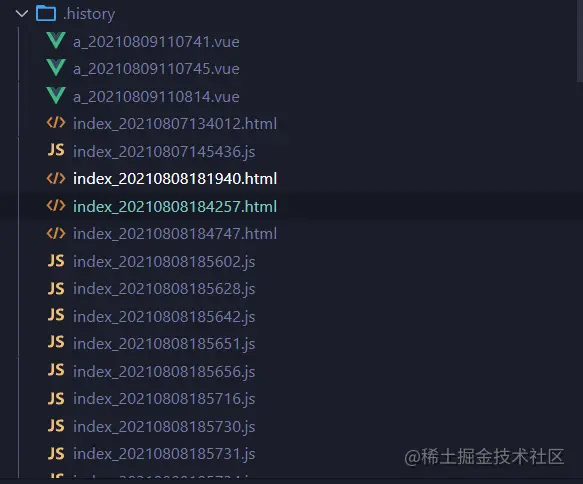 .history
a_20210809110741.vue
a_20210809110745.vue
a_20210809110814.vue
index_20210807134012.html
JS index_20210807145436.js
index_20210808181940.html
index_20210808184257.html
index_20210808184747.html
JS index_20210808185602.js
JS index_20210808185628.js
JS index_20210808185642.js
JS index_20210808185651.js
JS index_20210808185656.js
JS index_20210808185716.js
JS index_20210808185730.js
JS index_20210808185731.js
@稀土掘金技术社区